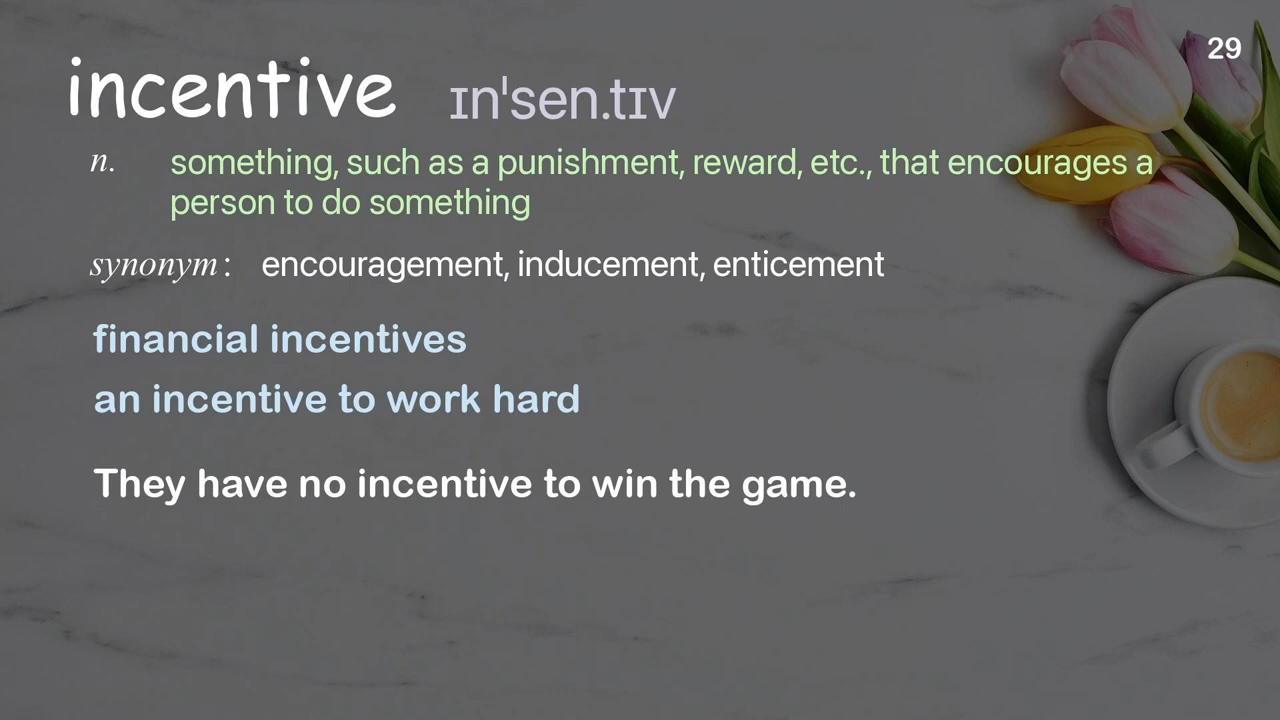 29
incentive ɪnˈsen.tɪv
n. something, such as a punishment, reward, etc., that encourages a
person to do something
synonym: encouragement, inducement, enticement
financial incentives
an incentive to work hard
They have no incentive to win the game.